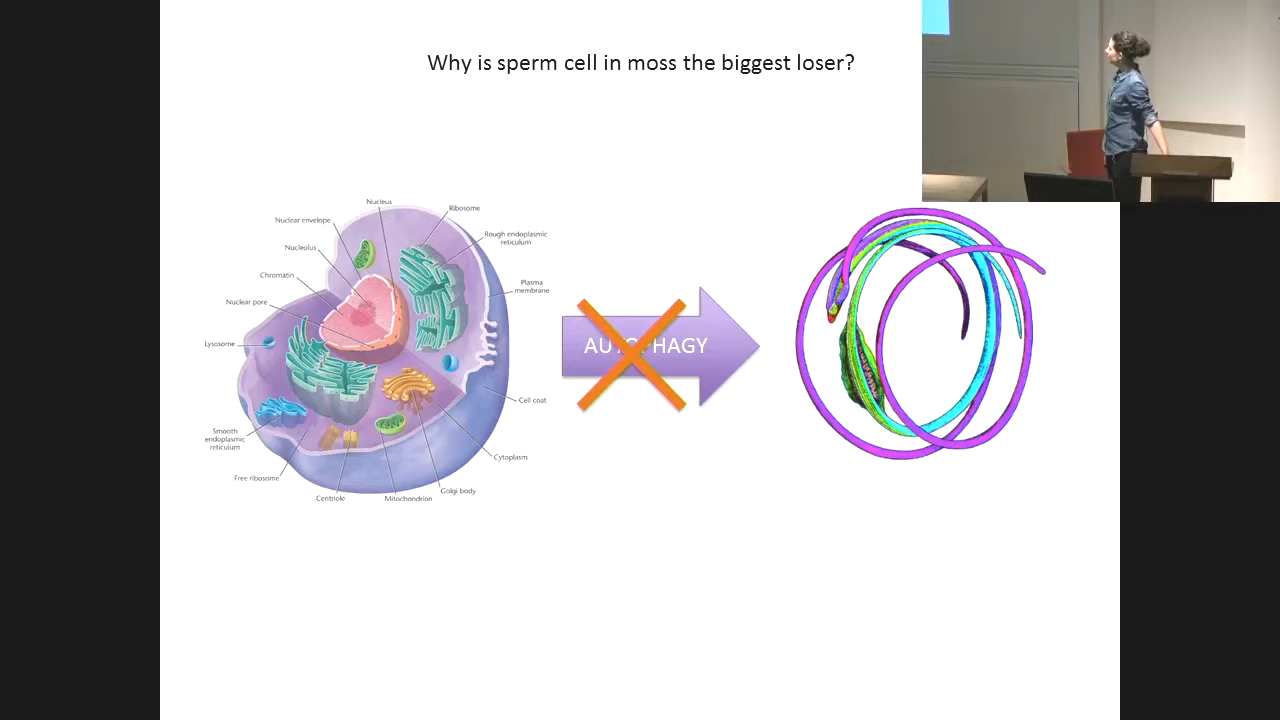 Why is sperm cell in moss the biggest loser?
Nucleus
Ribosome
Nuclear envelope
Rough endoplasmic
reticulum
Nucleolus
Chromatin
Plasma
membrane
Nuclear pore
Lysosome
AUTOPHAGY
Cell coat
Smooth
endoplasmic
reticulum
Cytoplasm
Free ribosome
Golgi body
Centriole
Mitochondrion